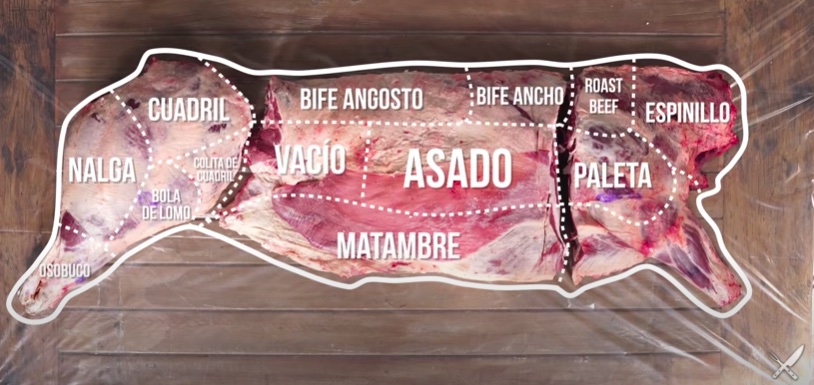 CUADRIL
BIFE ANGOSTO
BIFE ANCHO
ROAST
BEEF
ESPINILLO
NALGA
COLITA DE
CUADRIL
VACÍO
ASADO
PALETA
BOLA
DE LOMO
MATAMBRE
OSOBUCO